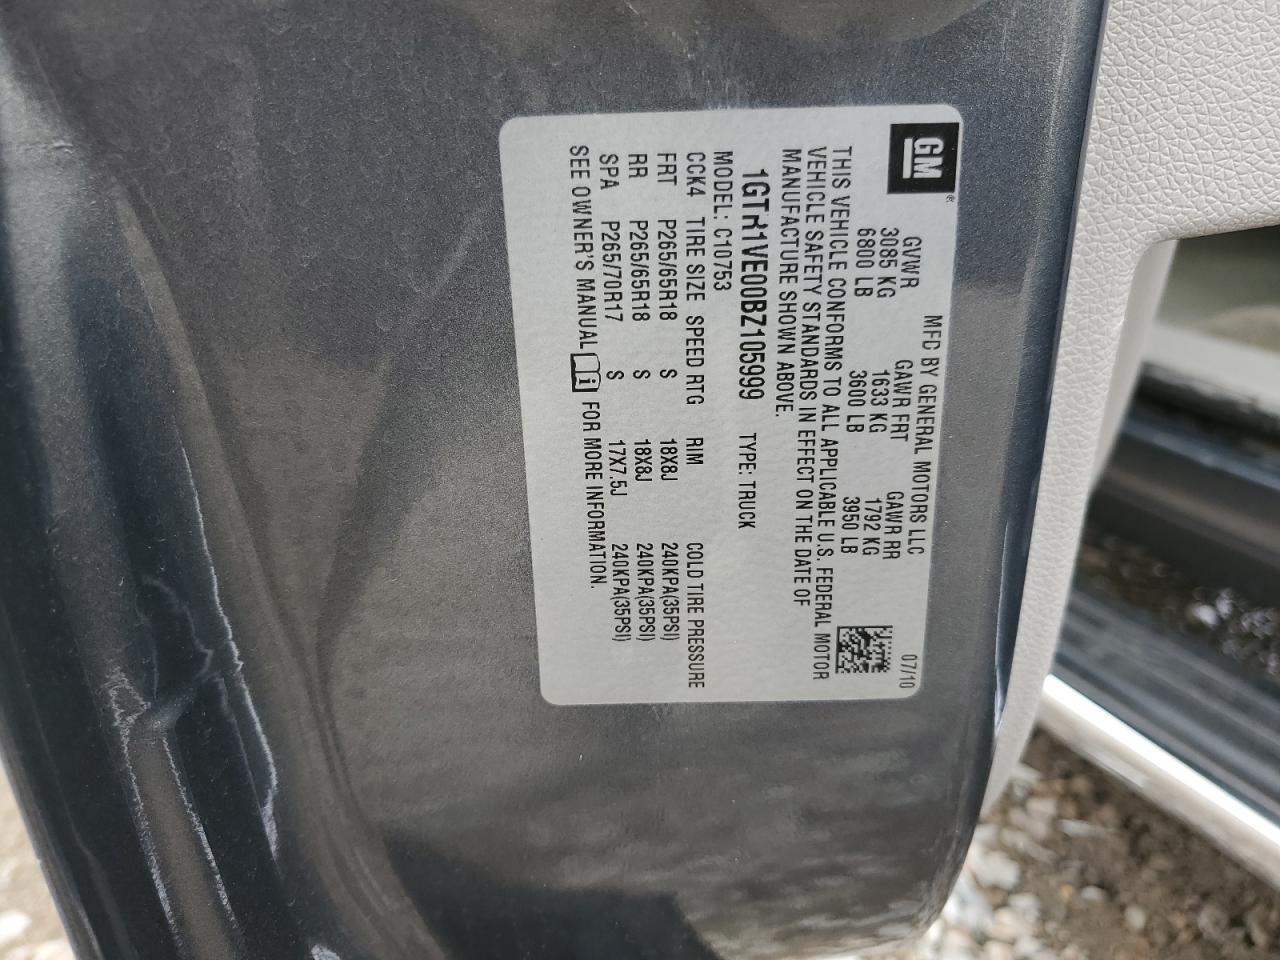 GM
®
MFD BY GENERAL MOTORS LLC
07/10
GVWR GAWR FRT GAWR RR
3085 KG 1633 KG 1792 KG
6800 LB 3600 LB 3950 LB
THIS VEHICLE CONFORMS TO ALL APPLICABLE U.S. FEDERAL MOTOR
VEHICLE SAFETY STANDARDS IN EFFECT ON THE DATE OF
MANUFACTURE SHOWN ABOVE.
1GTR1VE00BZ105999 TYPE: TRUCK
MODEL: C10753
CCK4 TIRE SIZE SPEED RTG RIM COLD TIRE PRESSURE
FRT P265/65R18 S 18X8J 240KPA(35PSI)
RR P265/65R18 S 18X8J 240KPA(35PSI)
SPA P265/70R17 S 17X7.5J 240KPA(35PSI)
SEE OWNER'S MANUAL i FOR MORE INFORMATION.